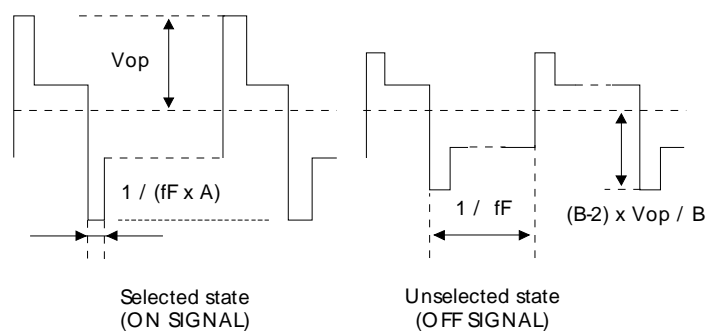 Vop
1 / (fF x A)
1 / fF
(B-2) x Vop / B
Selected state
(ON SIGNAL)
Unselected state
(OFF SIGNAL)